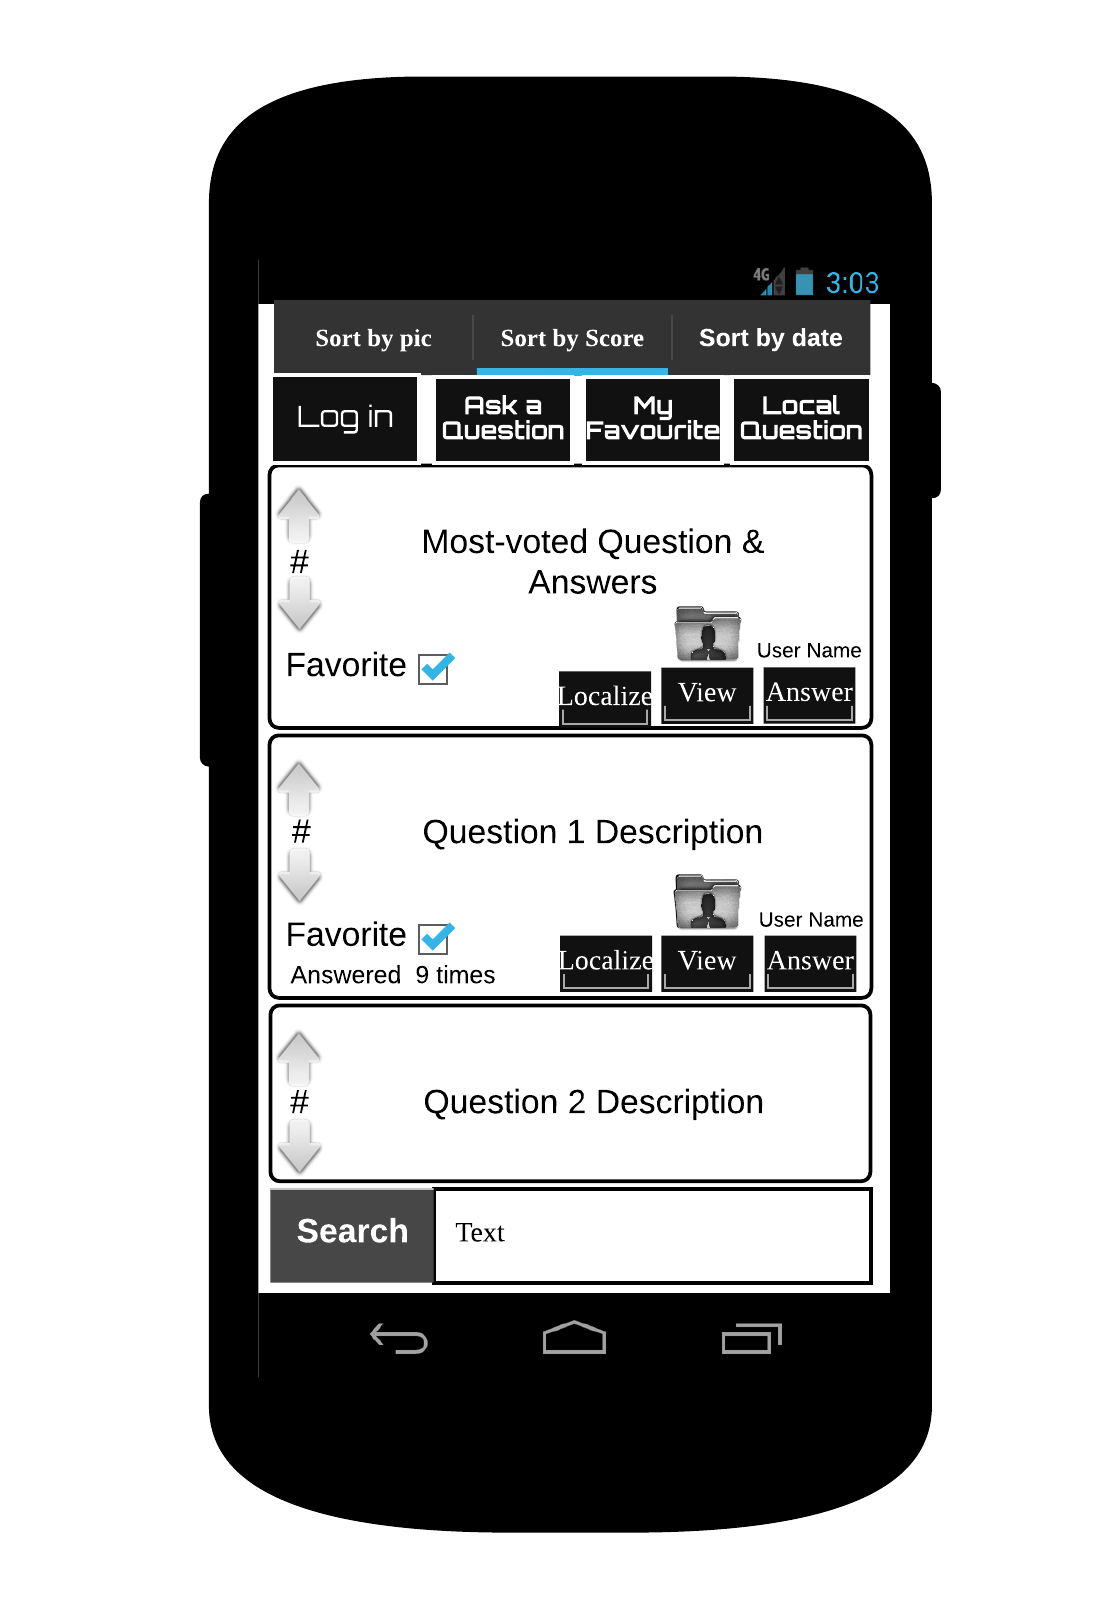 4G 3:03
Sort by pic Sort by Score Sort by date
Log in
Ask a
Question
My
Favourite
Local
Question
#
Most-voted Question &
Answers
User Name
Favorite
Localize View Answer
#
Question 1 Description
User Name
Favorite
Answered 9 times
Localize View Answer
#
Question 2 Description
Search Text